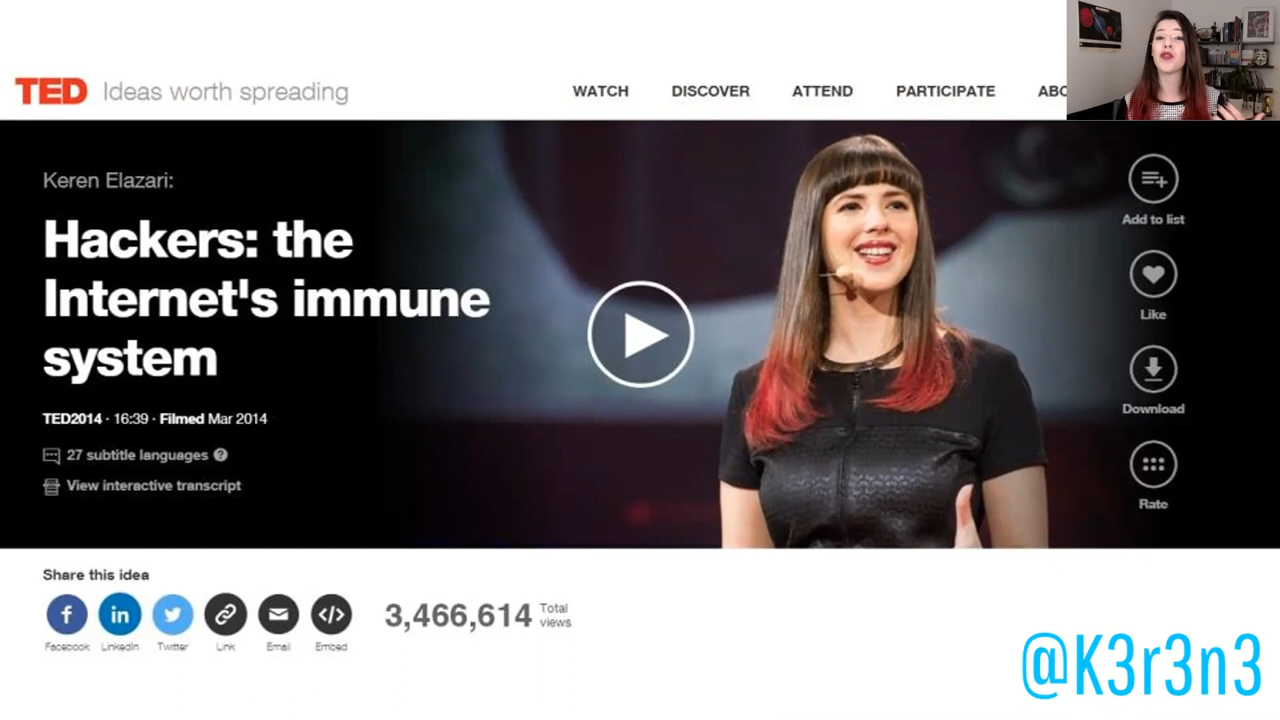 TED Ideas worth spreading
WATCH DISCOVER ATTEND PARTICIPATE ABO
Keren Elazari:
Hackers: the
Internet's immune
system
TED2014 · 16:39 · Filmed Mar 2014
27 subtitle languages ?
View interactive transcript
Add to list
Like
Download
Rate
Share this idea
f in
Facebook LinkedIn Twitter Link Email Embed
3,466,614 Total
views
@K3r3n3